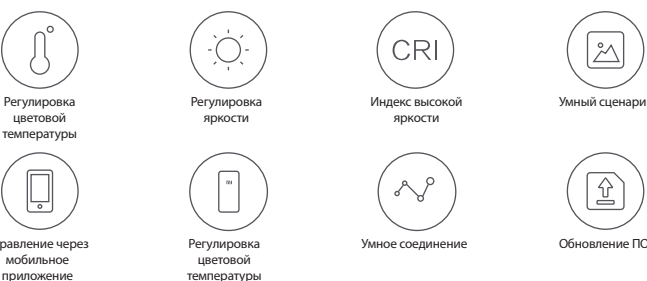 CRI
Регулировка
цветовой
температуры
Регулировка
яркости
Индекс высокой
яркости
Умный сценари
равление через
мобильное
приложение
Регулировка
цветовой
температуры
Умное соединение
Обновление ПО